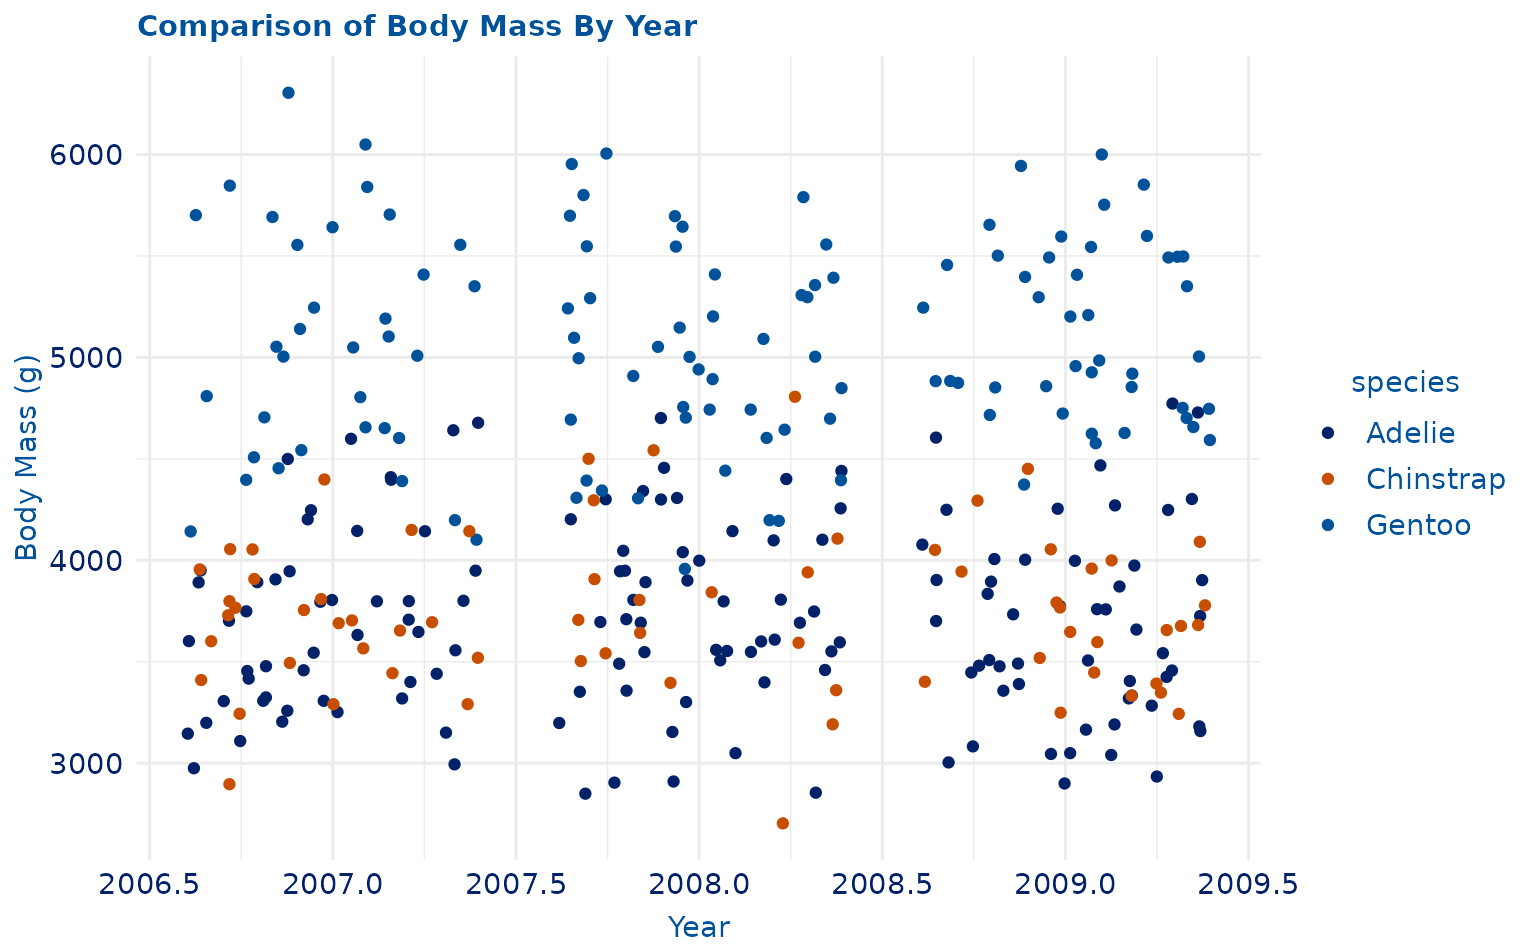 Comparison of Body Mass By Year
6000
5000
4000
3000
Body Mass (g)
2006.5
2007.0
2007.5
2008.0
2008.5
2009.0
2009.5
Year
species
Adelie
Chinstrap
Gentoo